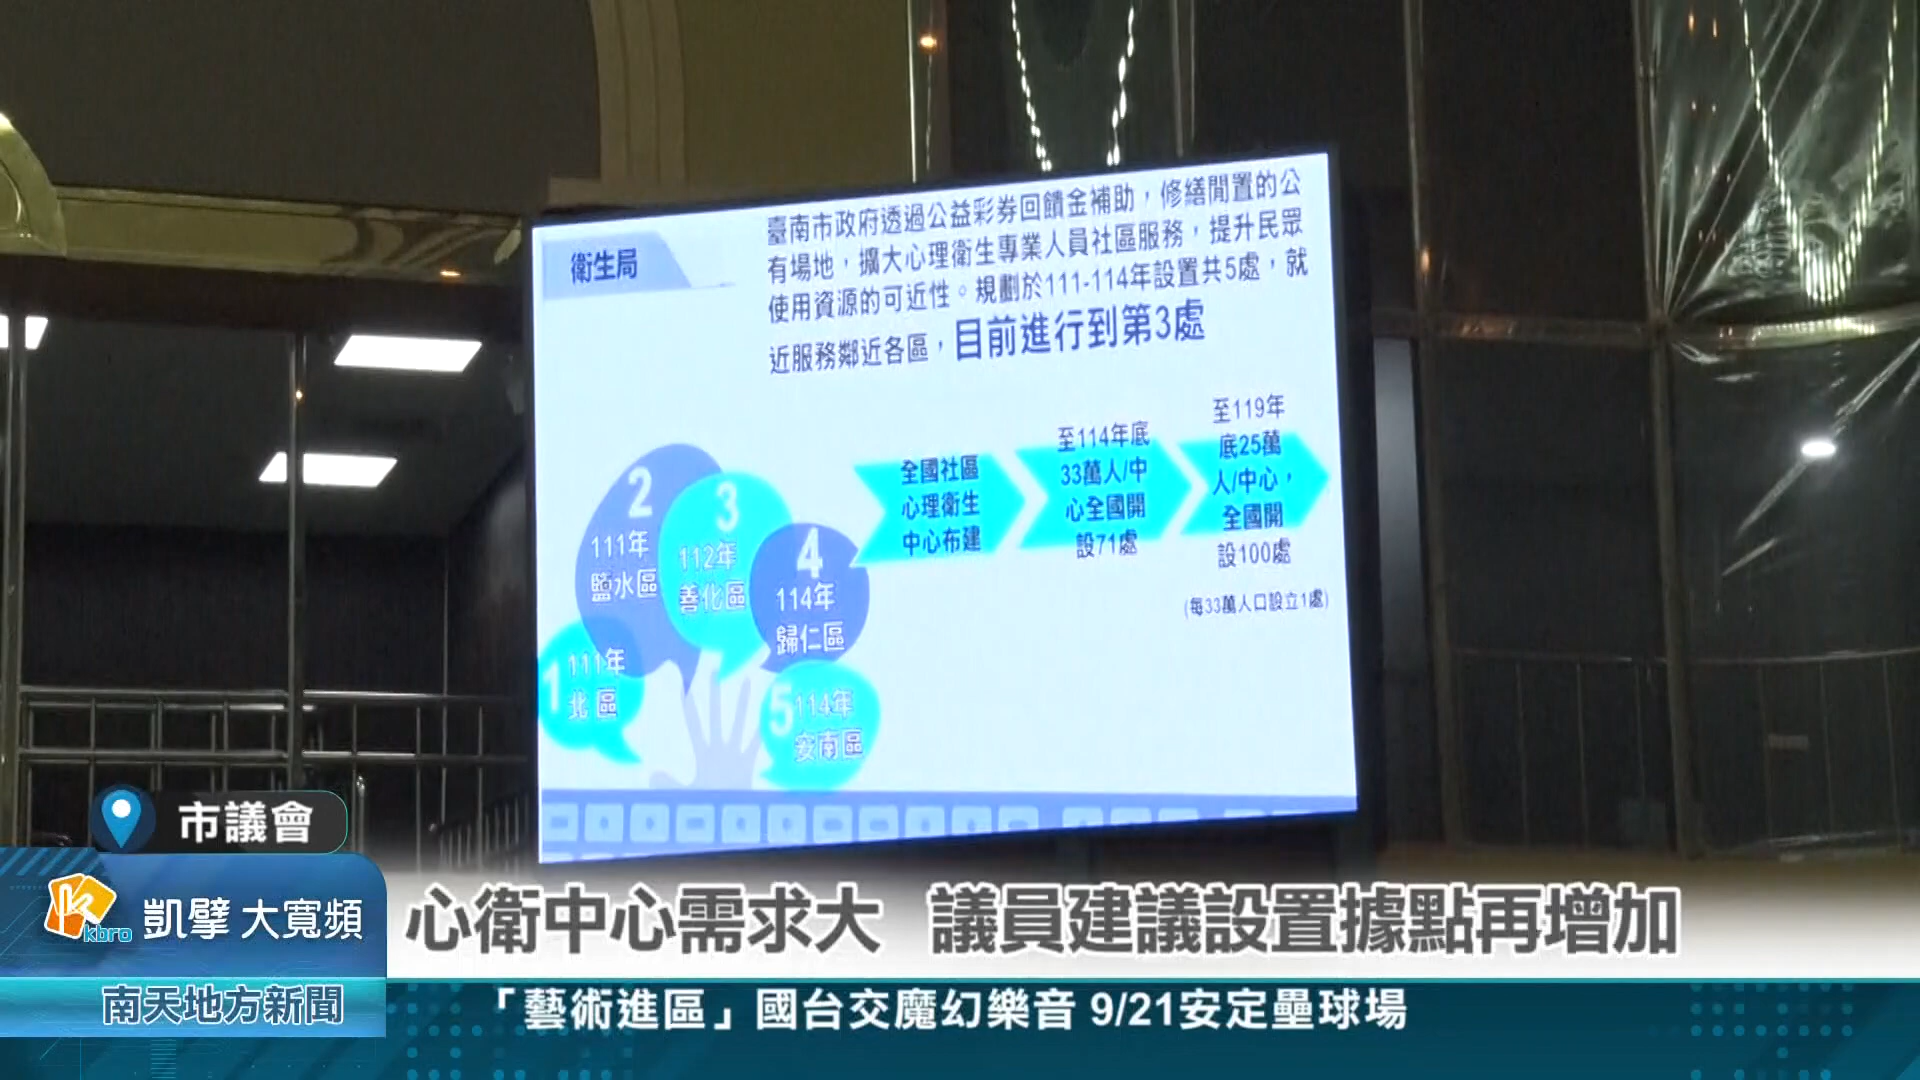 衛生局
臺南市政府透過公益彩券回饋金補助，修繕閒置的公
有場地，擴大心理衛生專業人員社區服務，提升民眾
使用資源的可近性。規劃於111-114年設置共5處，就
近服務鄰近各區，目前進行到第3處
2
111年
鹽水區
3
112年
善化區
4
114年
歸仁區
1
111年
北區
5
114年
安南區
全國社區
心理衛生
中心布建
至114年底
33萬人/中
心全國開
設71處
至119年
底25萬
人/中心，
全國開
設100處
(每33萬人口設立1處)
市議會
kbro
凱擘大寬頻
心衛中心需求大 議員建議設置據點再增加
南天地方新聞
「藝術進區」國台交魔幻樂音 9/21安定壘球場